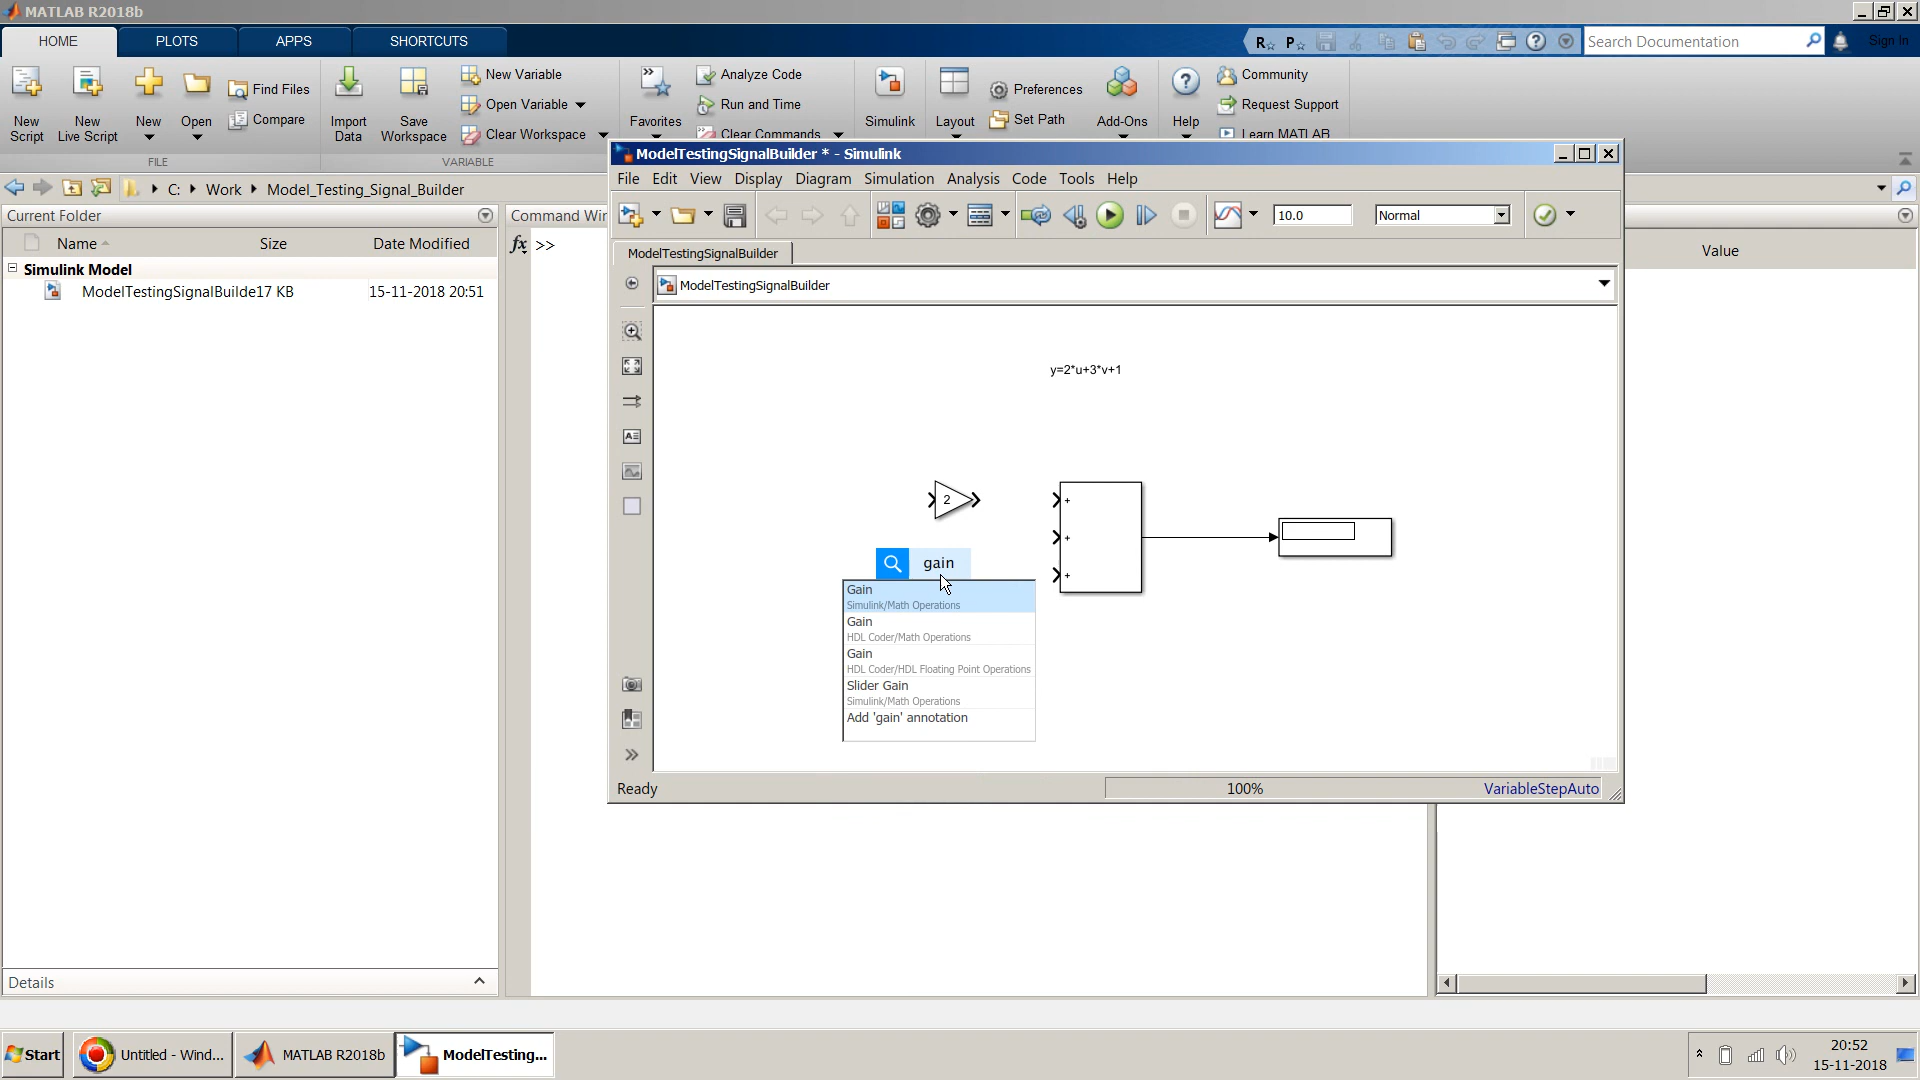 MATLAB R2018b
HOME PLOTS APPS SHORTCUTS
R P Search Documentation Sign In
New Script
New Live Script
New
Open
Find Files
Compare
Import Data
Save Workspace
New Variable
Open Variable
Clear Workspace
Favorites
Analyze Code
Run and Time
Clear Commands
Simulink
Layout
Preferences
Set Path
Add-Ons
Help
Community
Request Support
Learn MATLAB
FILE VARIABLE
C: Work Model_Testing_Signal_Builder
Current Folder
Name Size Date Modified
Simulink Model
ModelTestingSignalBuilde17 KB 15-11-2018 20:51
Details
Command Wir
fx >>
Value
ModelTestingSignalBuilder * - Simulink
File Edit View Display Diagram Simulation Analysis Code Tools Help
10.0 Normal
ModelTestingSignalBuilder
ModelTestingSignalBuilder
y=2*u+3*v+1
2
+
+
+
gain
Gain
Simulink/Math Operations
Gain
HDL Coder/Math Operations
Gain
HDL Coder/HDL Floating Point Operations
Slider Gain
Simulink/Math Operations
Add 'gain' annotation
Ready 100% VariableStepAuto
Start Untitled - Wind... MATLAB R2018b ModelTesting...
20:52
15-11-2018